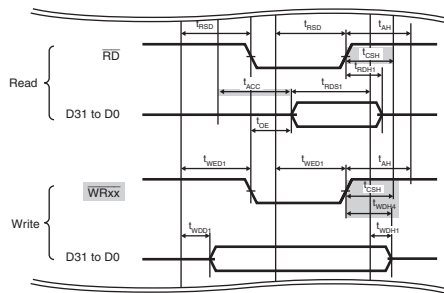 tRSD tRSD tAH
RD tCSH
tRDH1
Read tACC tRDS1
D31 to D0
tOE
tWED1 tWED1 tAH
WRxx tCSH
tWDH4
Write tWDD1 tWDH1
D31 to D0